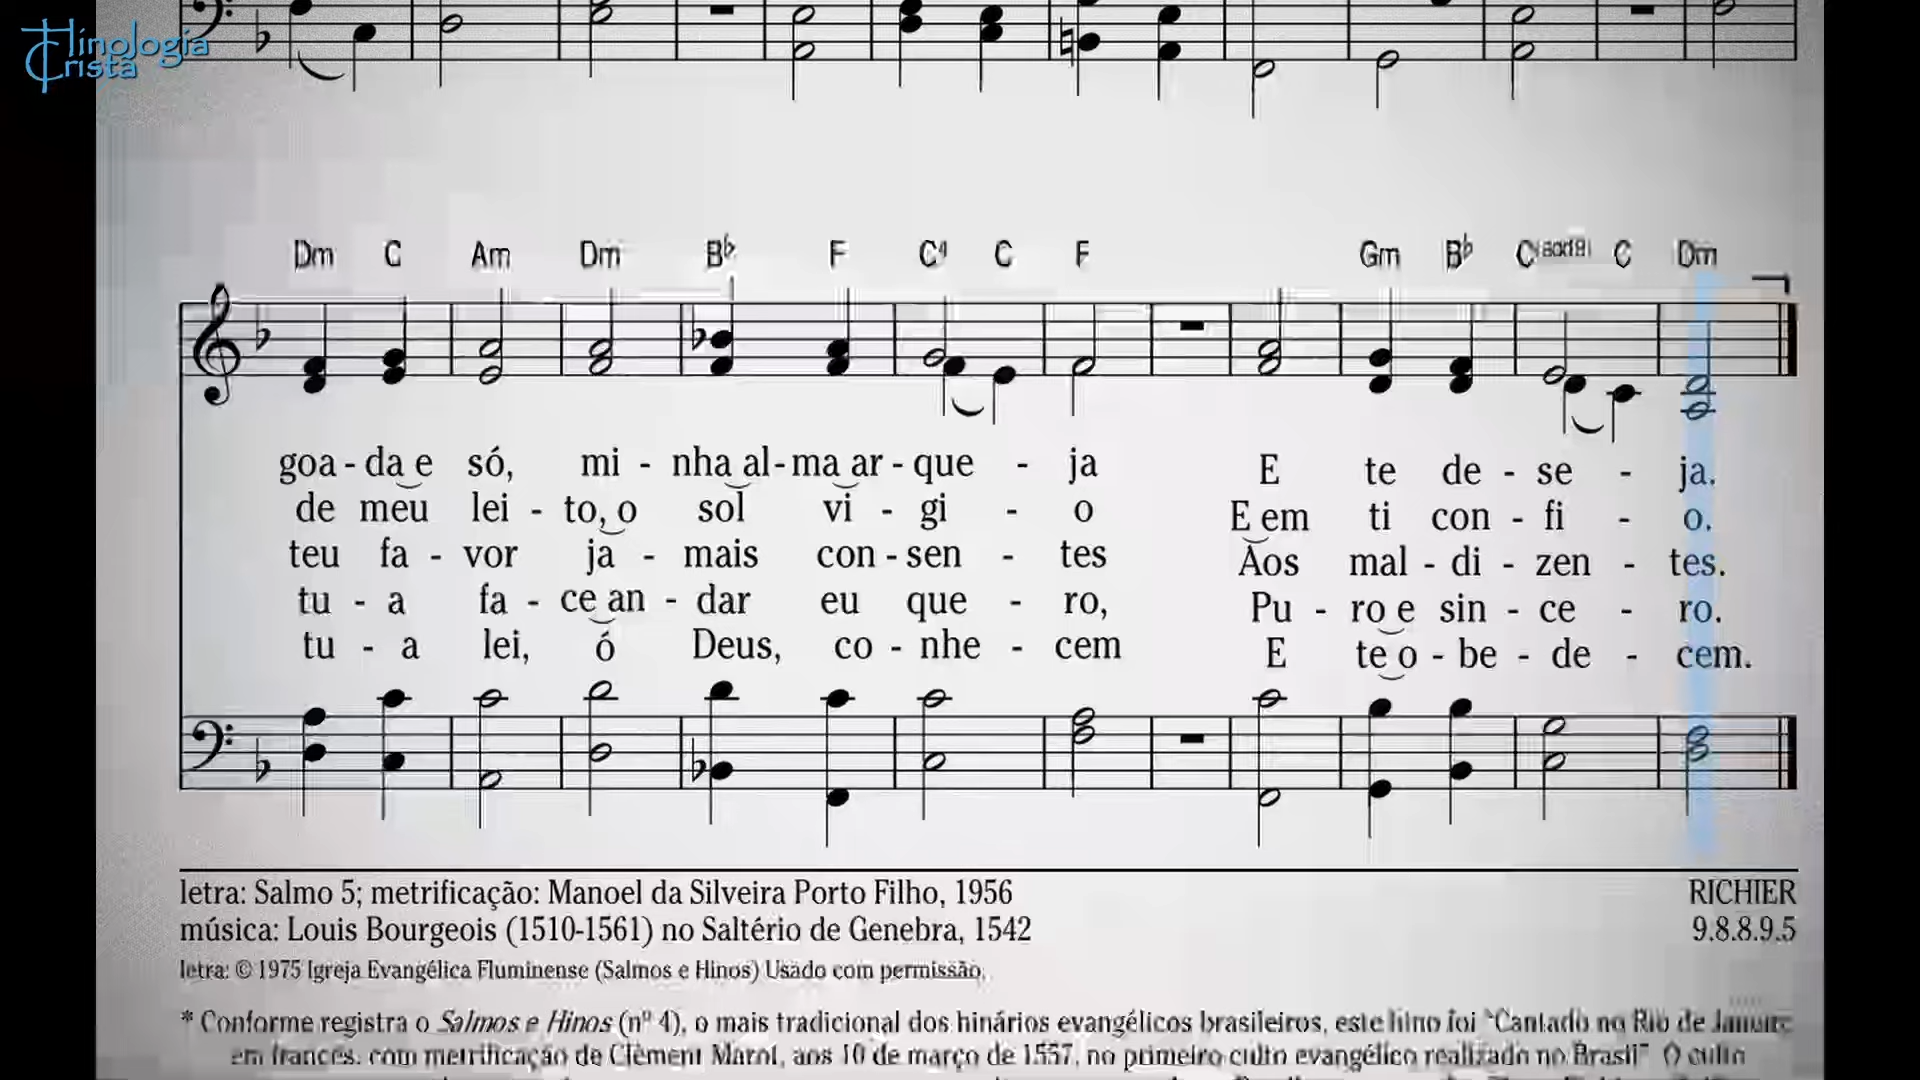 Hinologia
Cristã
Dm C Am Dm B♭ F C⁴ C F Gm B♭ C C Dm
goa - da e só, mi - nha al - ma ar - que - ja E te de - se - ja.
de meu lei - to, o sol vi - gi - o E em ti con - fi - o.
teu fa - vor ja - mais con - sen - tes Aos mal - di - zen - tes.
tu - a fa - ce an - dar eu que - ro, Pu - ro e sin - ce - ro.
tu - a lei, ó Deus, co - nhe - cem E te o - be - de - cem.
letra: Salmo 5; metrificação: Manoel da Silveira Porto Filho, 1956 RICHIER
música: Louis Bourgeois (1510-1561) no Saltério de Genebra, 1542 9.8.8.9.5
letra: © 1975 Igreja Evangélica Fluminense (Salmos e Hinos) Usado com permissão.
* Conforme registra o Salmos e Hinos (nº 4), o mais tradicional dos hinários evangélicos brasileiros, este hino foi "Cantado no Rio de Janeiro
em francês, com metrificação de Clément Marot, aos 10 de março de 1557, no primeiro culto evangélico realizado no Brasil" O culto